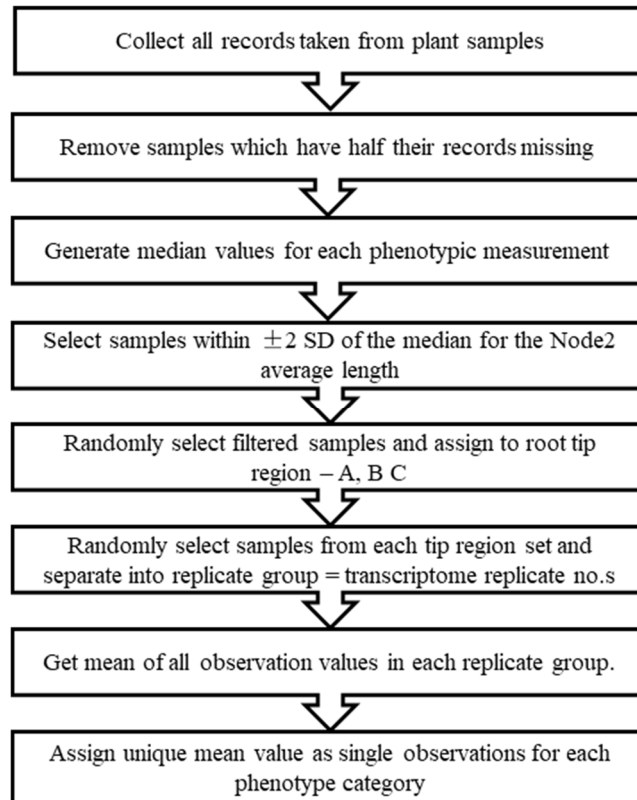 Collect all records taken from plant samples
Remove samples which have half their records missing
Generate median values for each phenotypic measurement
Select samples within ±2 SD of the median for the Node2
average length
Randomly select filtered samples and assign to root tip
region – A, B C
Randomly select samples from each tip region set and
separate into replicate group = transcriptome replicate no.s
Get mean of all observation values in each replicate group.
Assign unique mean value as single observations for each
phenotype category